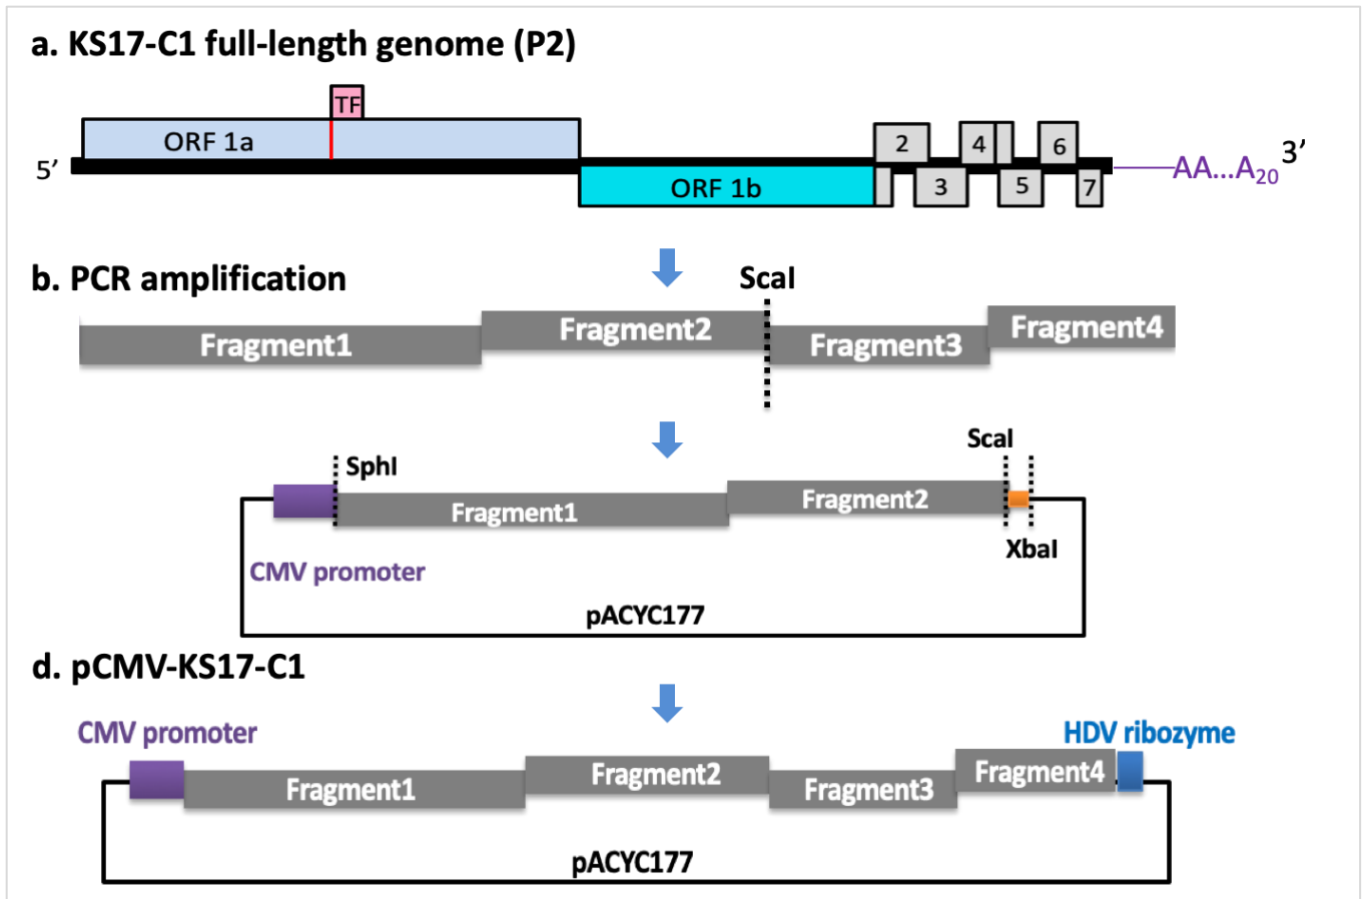 a. KS17-C1 full-length genome (P2)
TF
ORF 1a
2
4
6
3'
5'
AA...A20
ORF 1b
3
5
7
b. PCR amplification
ScaI
Fragment1
Fragment2
Fragment3
Fragment4
ScaI
SphI
Fragment1
Fragment2
XbaI
CMV promoter
pACYC177
d. pCMV-KS17-C1
CMV promoter
HDV ribozyme
Fragment1
Fragment2
Fragment3
Fragment4
pACYC177